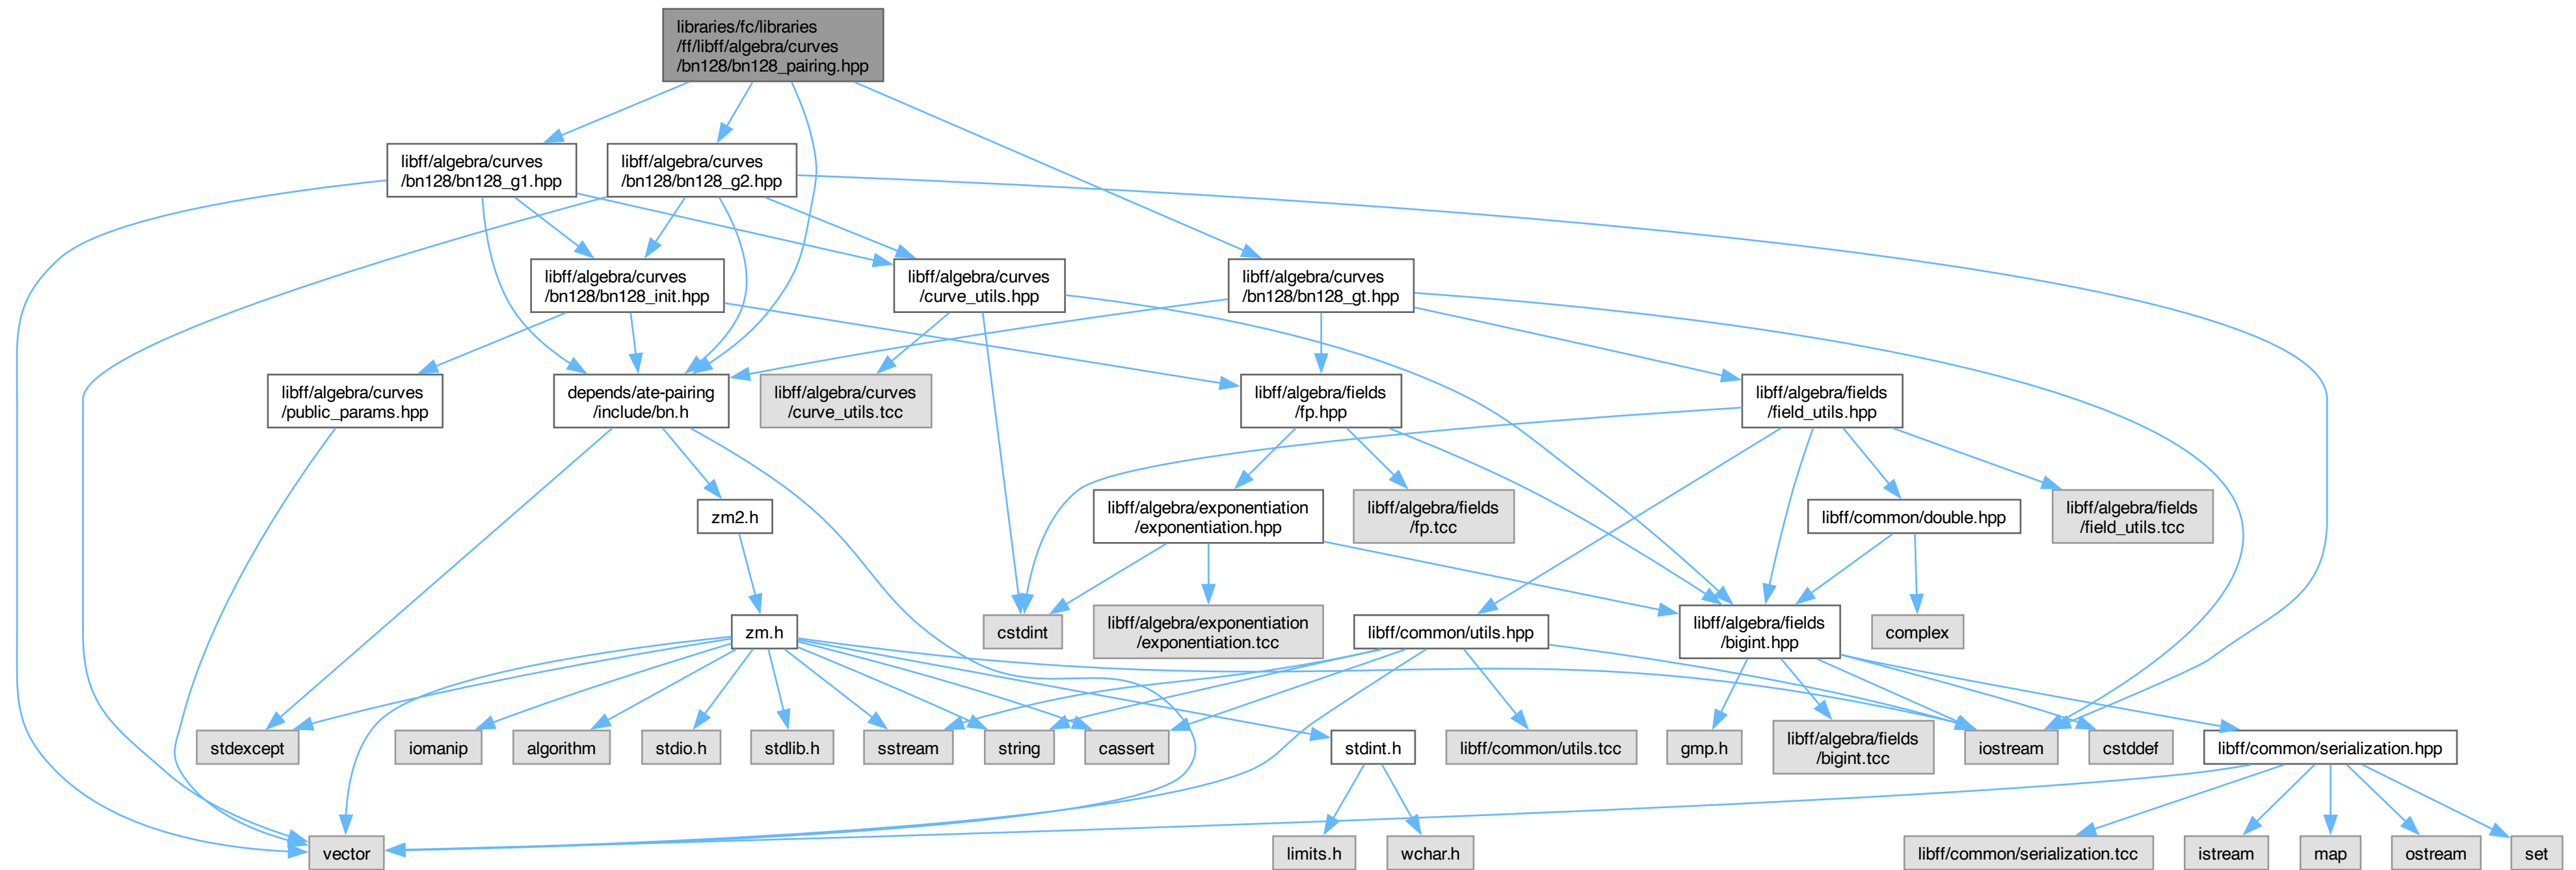 libraries/fc/libraries
/ff/libff/algebra/curves
/bn128/bn128_pairing.hpp
libff/algebra/curves
/bn128/bn128_g1.hpp
libff/algebra/curves
/bn128/bn128_g2.hpp
libff/algebra/curves
/bn128/bn128_init.hpp
libff/algebra/curves
/curve_utils.hpp
libff/algebra/curves
/bn128/bn128_gt.hpp
libff/algebra/curves
/public_params.hpp
depends/ate-pairing
/include/bn.h
libff/algebra/curves
/curve_utils.tcc
libff/algebra/fields
/fp.hpp
libff/algebra/fields
/field_utils.hpp
zm2.h
libff/algebra/exponentiation
/exponentiation.hpp
libff/algebra/fields
/fp.tcc
libff/common/double.hpp
libff/algebra/fields
/field_utils.tcc
zm.h
cstdint
libff/algebra/exponentiation
/exponentiation.tcc
libff/common/utils.hpp
libff/algebra/fields
/bigint.hpp
complex
stdexcept
iomanip
algorithm
stdio.h
stdlib.h
sstream
string
cassert
stdint.h
libff/common/utils.tcc
gmp.h
libff/algebra/fields
/bigint.tcc
iostream
cstddef
libff/common/serialization.hpp
vector
limits.h
wchar.h
libff/common/serialization.tcc
istream
map
ostream
set